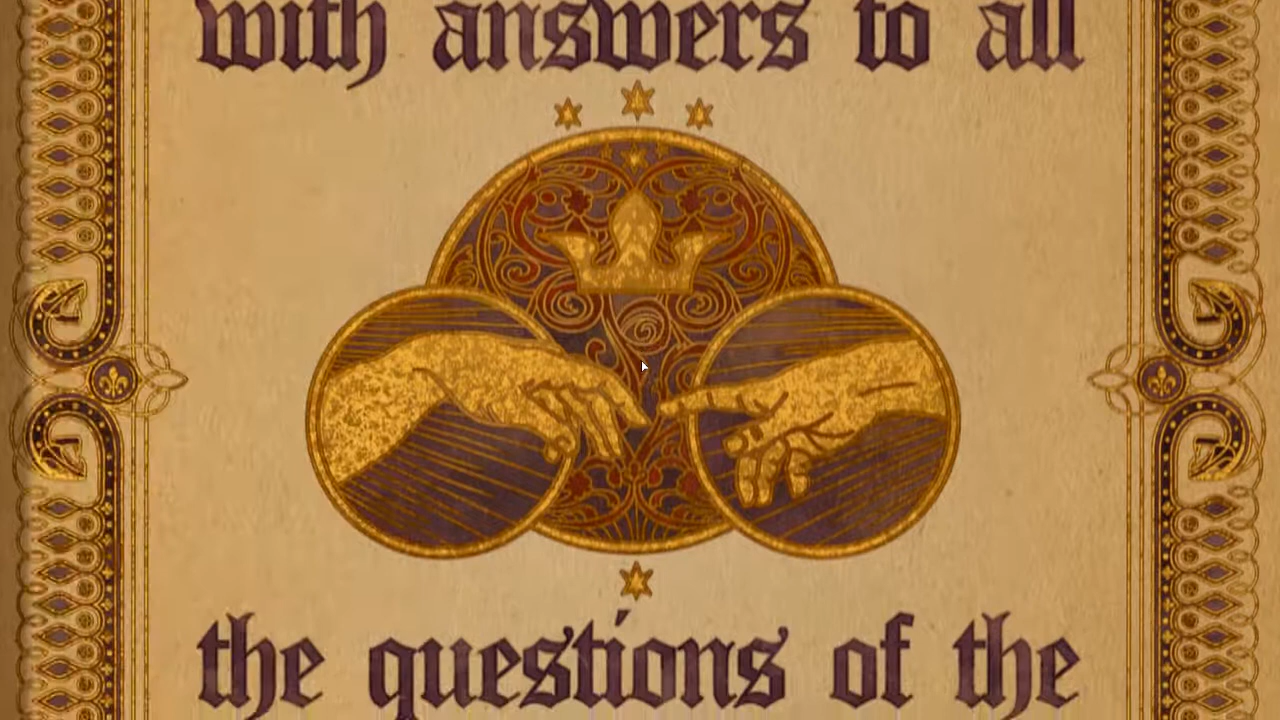 with answers to all
the questions of the